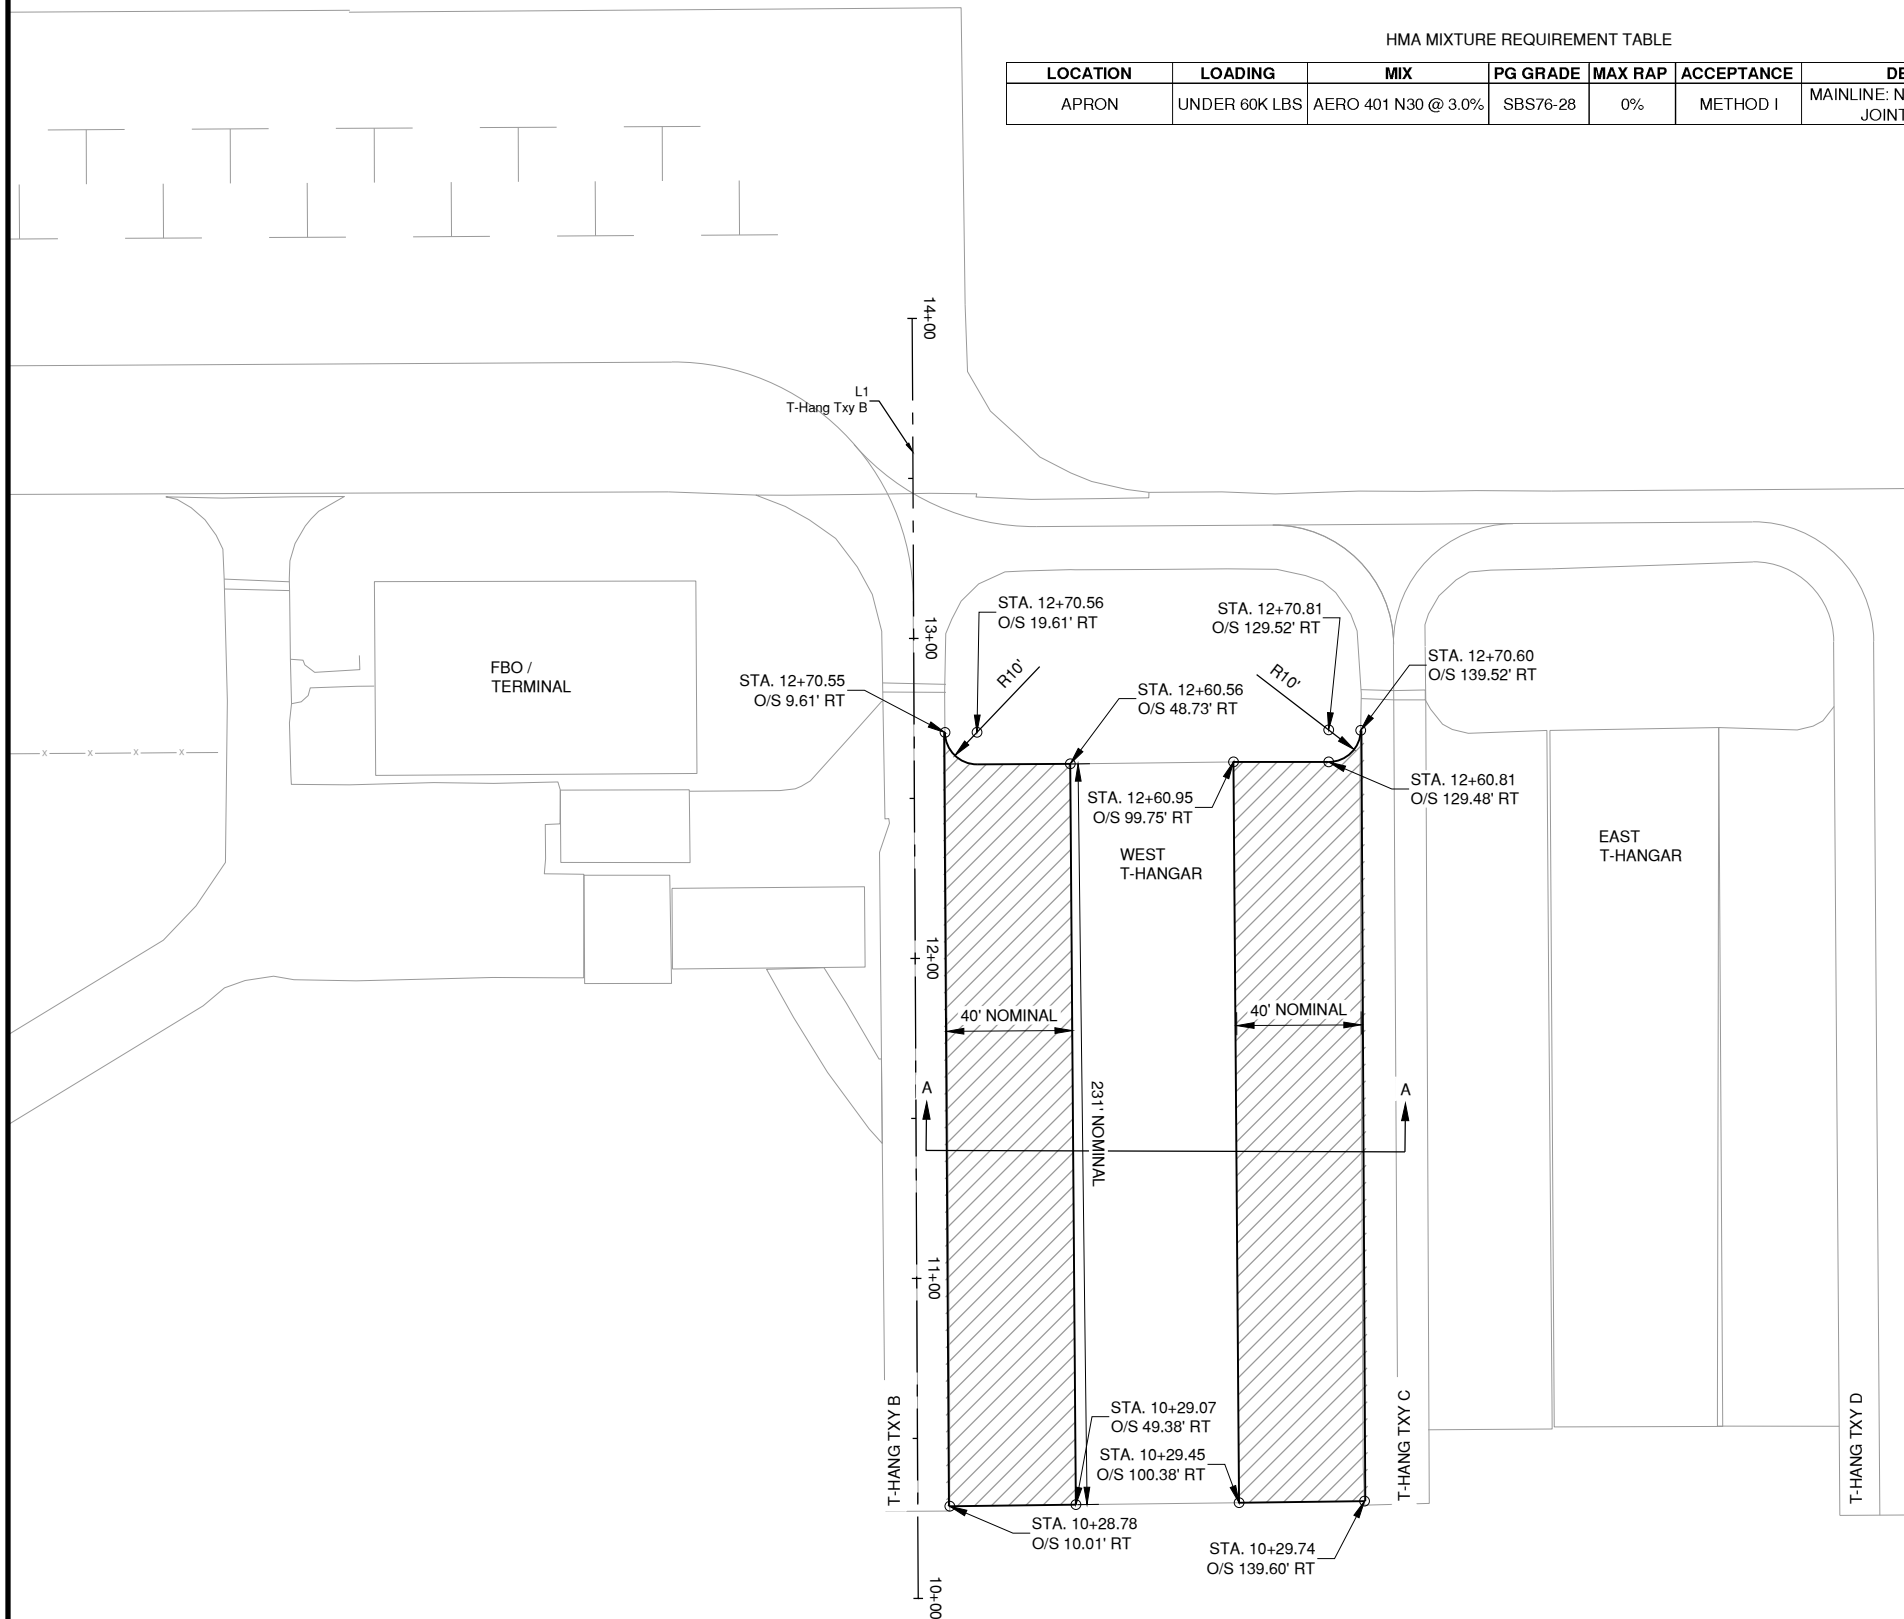 HMA MIXTURE REQUIREMENT TABLE
LOCATION LOADING MIX PG GRADE MAX RAP ACCEPTANCE
APRON UNDER 60K LBS AERO 401 N30 @ 3.0% SBS76-28 0% METHOD I MAINLINE: N
JOINT
14+00
L1
T-Hang Txy B
STA. 12+70.56
O/S 19.61' RT
STA. 12+70.81
O/S 129.52' RT
13+00
R10'
R10'
STA. 12+70.60
O/S 139.52' RT
FBO /
TERMINAL
STA. 12+70.55
O/S 9.61' RT
STA. 12+60.56
O/S 48.73' RT
STA. 12+60.95
O/S 99.75' RT
STA. 12+60.81
O/S 129.48' RT
WEST
T-HANGAR
EAST
T-HANGAR
X X X X
12+00
40' NOMINAL
40' NOMINAL
A
A
231' NOMINAL
11+00
T-HANG TXY B
T-HANG TXY C
T-HANG TXY D
STA. 10+29.07
O/S 49.38' RT
STA. 10+29.45
O/S 100.38' RT
STA. 10+28.78
O/S 10.01' RT
STA. 10+29.74
O/S 139.60' RT
10+00